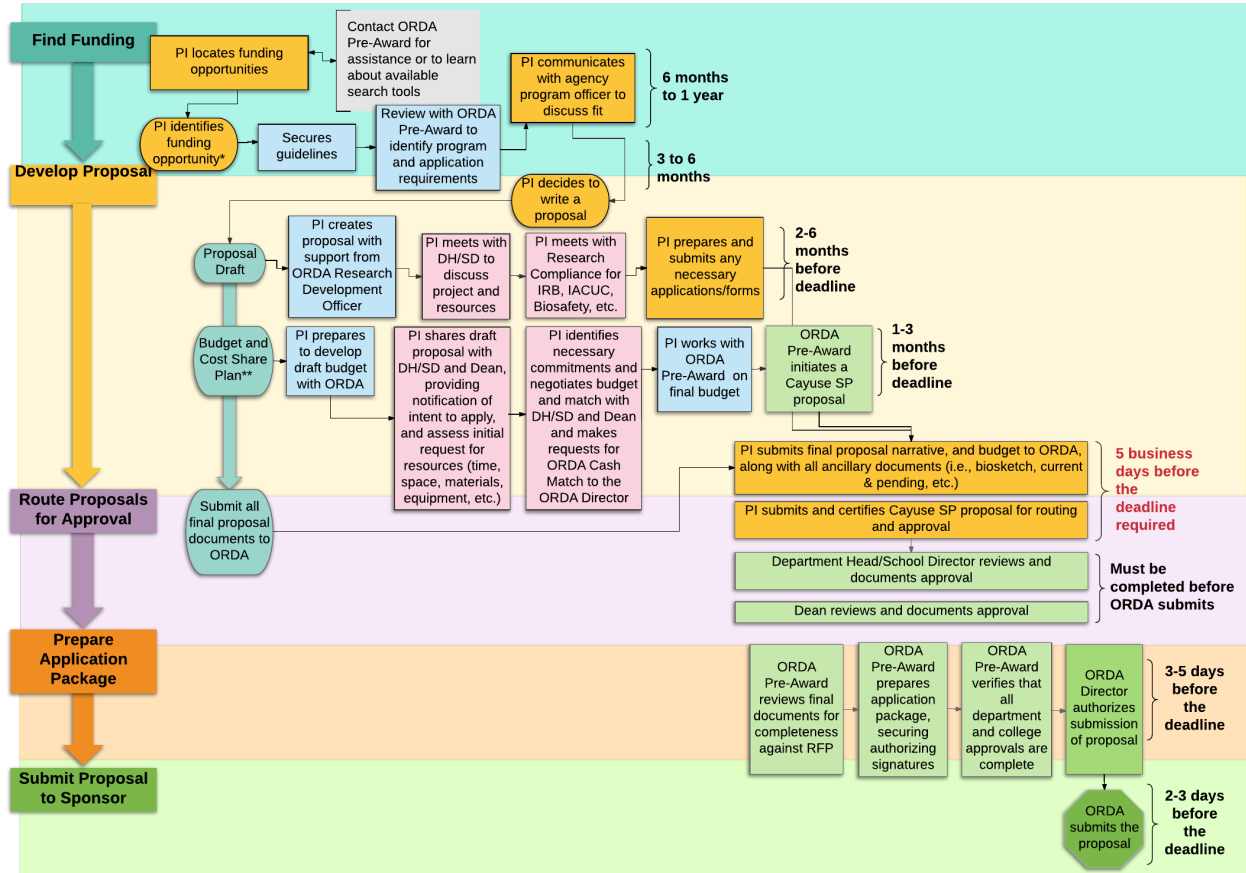 Find Funding
PI locates funding
opportunities
Contact ORDA
Pre-Award for
assistance or to learn
about available
search tools
PI communicates
with agency
program officer to
discuss fit
6 months
to 1 year
PI identifies
funding
opportunity*
Secures
guidelines
Review with ORDA
Pre-Award to
identify program
and application
requirements
3 to 6
months
Develop Proposal
PI decides to
write a
proposal
Proposal
Draft
PI creates
proposal with
support from
ORDA Research
Development
Officer
PI meets with
DH/SD to
discuss
project and
resources
PI meets with
Research
Compliance for
IRB, IACUC,
Biosafety, etc.
PI prepares and
submits any
necessary
applications/forms
2-6
months
before
deadline
Budget and
Cost Share
Plan**
PI prepares
to develop
draft budget
with ORDA
PI shares draft
proposal with
DH/SD and Dean,
providing
notification of
intent to apply,
and assess initial
request for
resources (time,
space, materials,
equipment, etc.)
PI identifies
necessary
commitments and
negotiates budget
and match with
DH/SD and Dean
and makes
requests for
ORDA Cash
Match to the
ORDA Director
PI works with
ORDA
Pre-Award on
final budget
ORDA
Pre-Award
initiates a
Cayuse SP
proposal
1-3
months
before
deadline
PI submits final proposal narrative, and budget to ORDA,
along with all ancillary documents (i.e., biosketch, current
& pending, etc.)
5 business
days before
the
deadline
required
Route Proposals
for Approval
Submit all
final proposal
documents to
ORDA
PI submits and certifies Cayuse SP proposal for routing
and approval
Department Head/School Director reviews and
documents approval
Dean reviews and documents approval
Must be
completed before
ORDA submits
Prepare
Application
Package
ORDA
Pre-Award
reviews final
documents for
completeness
against RFP
ORDA
Pre-Award
prepares
application
package,
securing
authorizing
signatures
ORDA
Pre-Award
verifies that
all
department
and college
approvals are
complete
ORDA
Director
authorizes
submission
of proposal
3-5 days
before
the
deadline
Submit Proposal
to Sponsor
ORDA
submits the
proposal
2-3 days
before
the
deadline